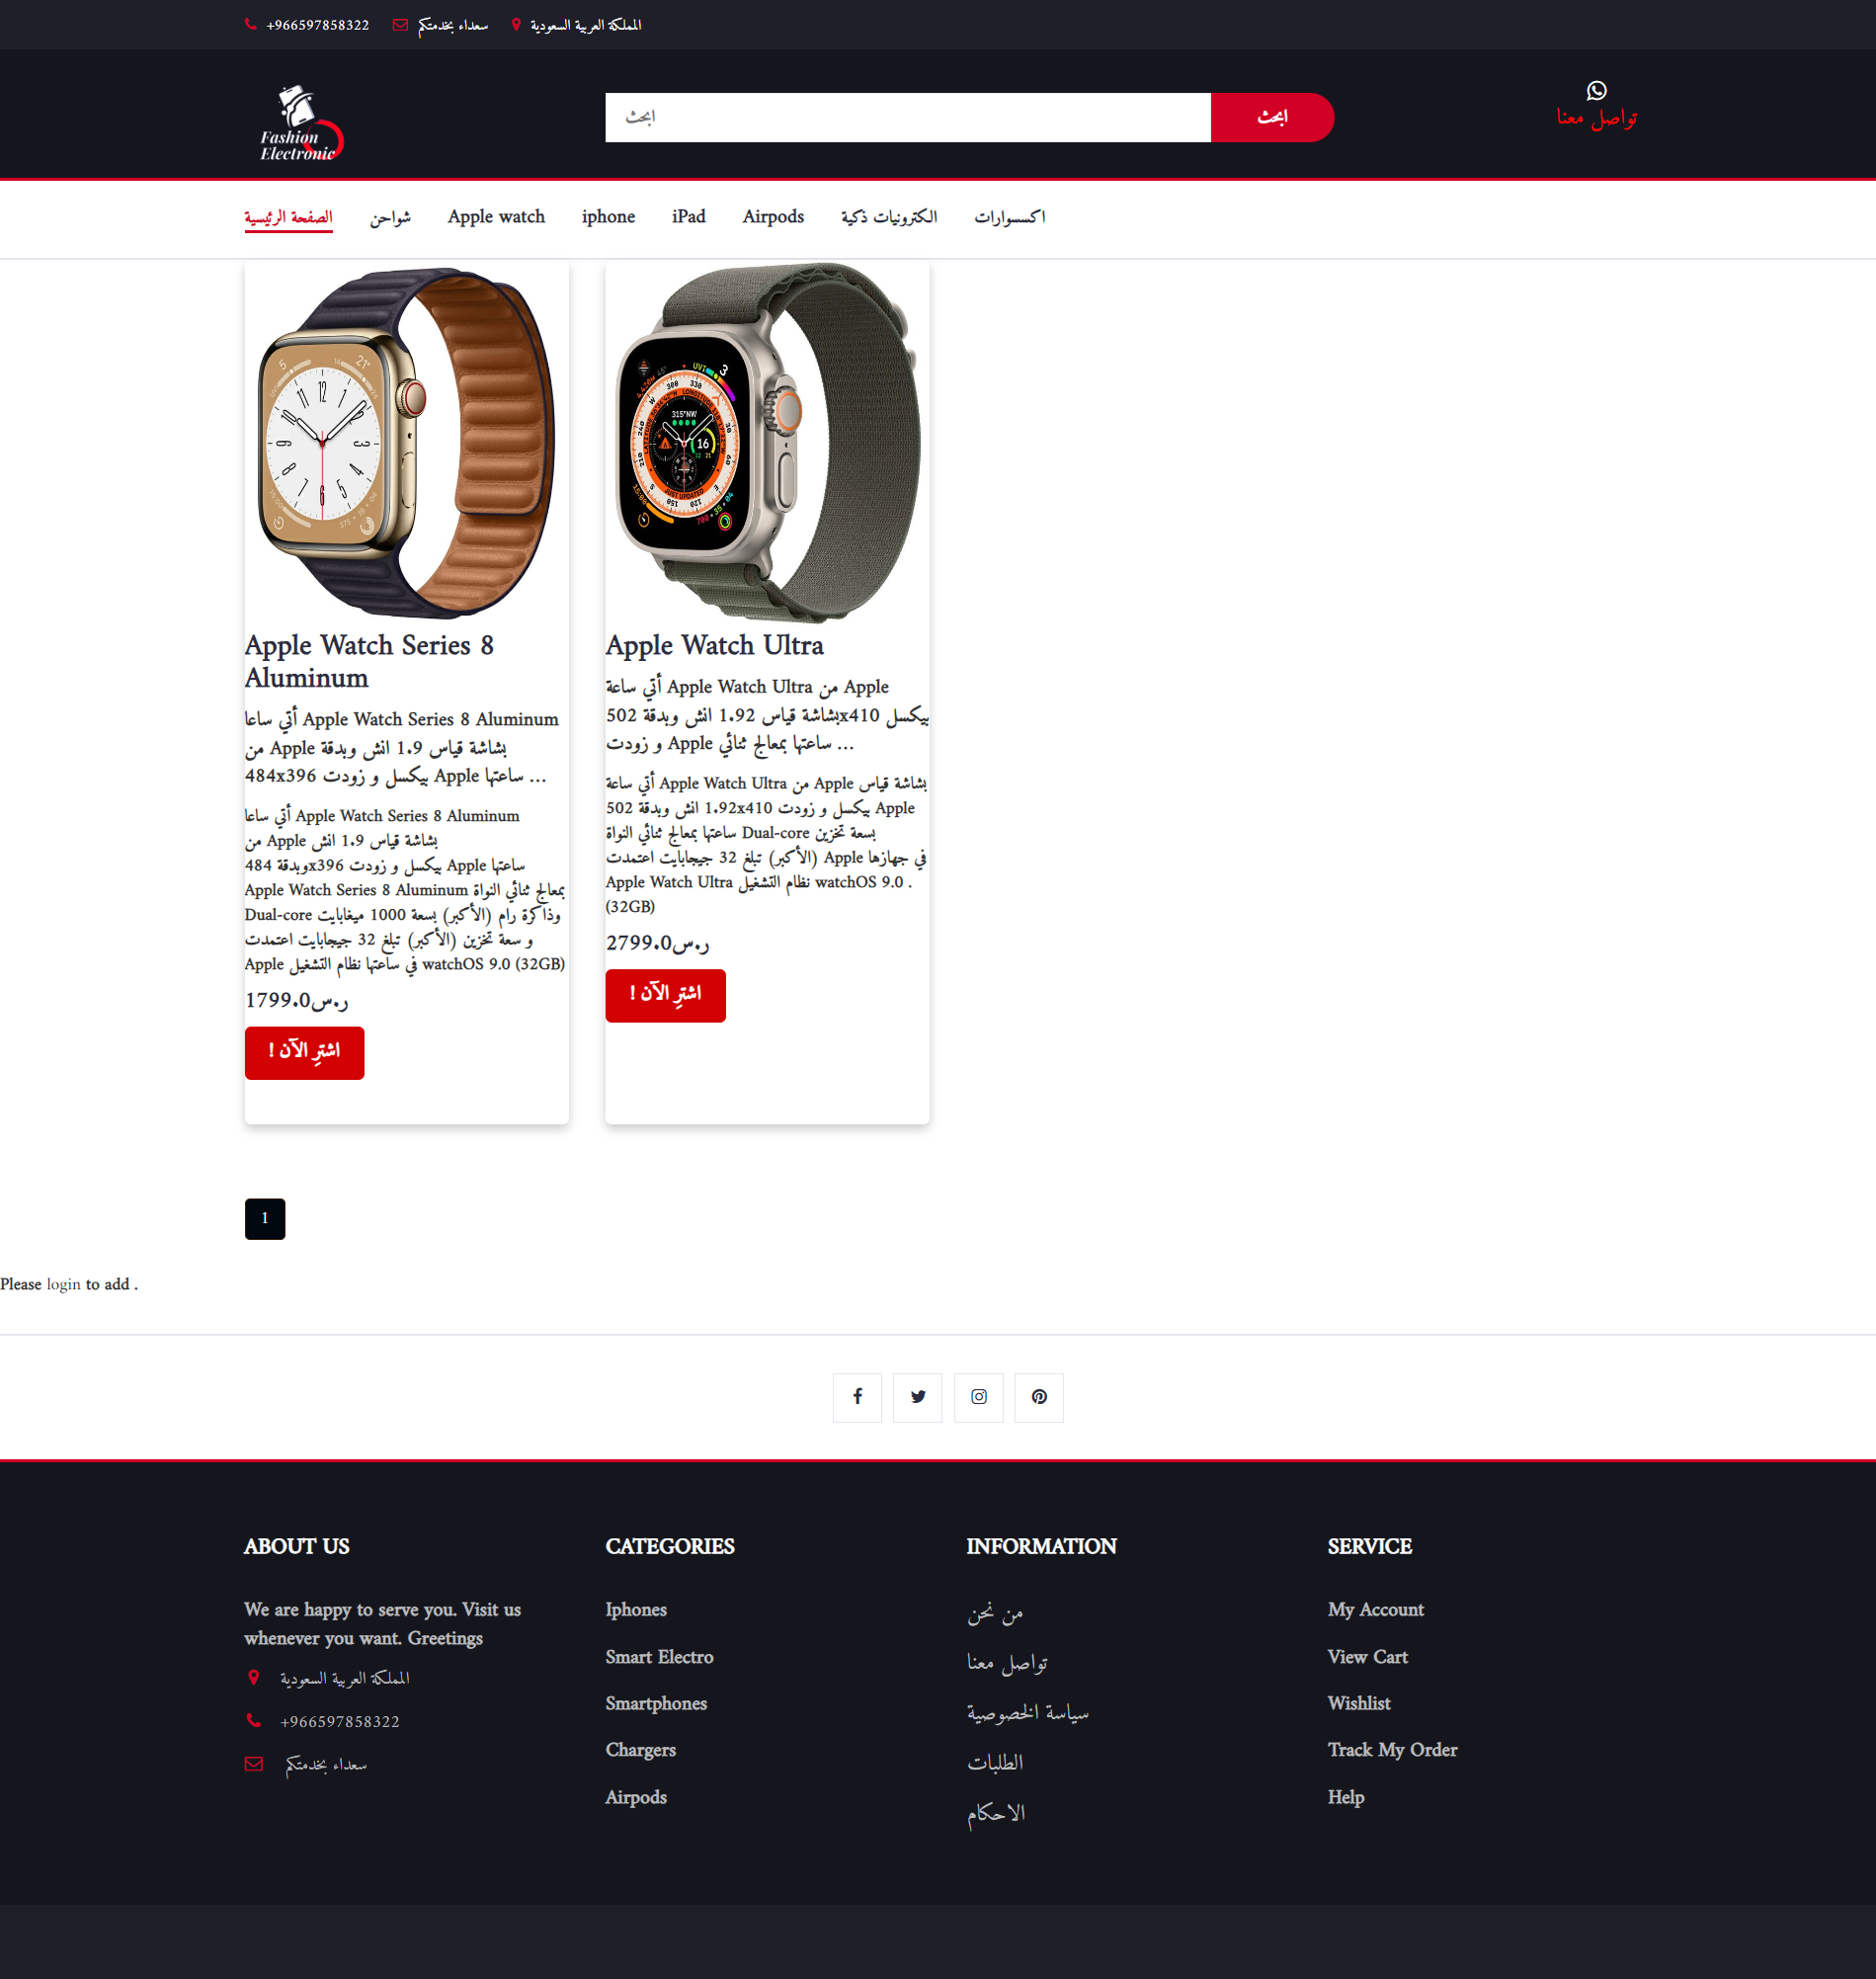 +966597858322 سعداء بخدمتكم المملكة العربية السعودية
Fashion
Electronic
ابحث
ابحث
تواصل معنا
الصفحة الرئيسية شواحن Apple watch iphone iPad Airpods الكترونيات ذكية اكسسوارات
Apple Watch Series 8
Aluminum
أتي ساعا Apple Watch Series 8 Aluminum
من Apple بشاشة قياس 1.9 انش وبدقة
484x396 بيكسل و زودت Apple ساعتها ...
أتي ساعا Apple Watch Series 8 Aluminum
من Apple بشاشة قياس 1.9 انش
وبدقة 484x396 بيكسل و زودت Apple ساعتها
Apple Watch Series 8 Aluminum بمعالج ثنائي النواة
Dual-core وذاكرة رام (الأكبر) بسعة 1000 ميغابايت
و سعة تخزين (الأكبر) تبلغ 32 جيجابايت اعتمدت
Apple في ساعتها نظام التشغيل watchOS 9.0 (32GB)
ر.س1799.0
اشترِ الآن !
Apple Watch Ultra
أتي ساعة Apple Watch Ultra من Apple
بشاشة قياس 1.92 انش وبدقة 502x410 بيكسل
و زودت Apple ساعتها بمعالج ثنائي ...
أتي ساعة Apple Watch Ultra من Apple بشاشة قياس
1.92 انش وبدقة 502x410 بيكسل و زودت Apple
ساعتها بمعالج ثنائي النواة Dual-core بسعة تخزين
(الأكبر) تبلغ 32 جيجابايت اعتمدت Apple في جهازها
Apple Watch Ultra نظام التشغيل watchOS 9.0 .
(32GB)
ر.س2799.0
اشترِ الآن !
1
Please login to add .
ABOUT US
We are happy to serve you. Visit us
whenever you want. Greetings
المملكة العربية السعودية
+966597858322
سعداء بخدمتكم
CATEGORIES
Iphones
Smart Electro
Smartphones
Chargers
Airpods
INFORMATION
من نحن
تواصل معنا
سياسة الخصوصية
الطلبات
الاحكام
SERVICE
My Account
View Cart
Wishlist
Track My Order
Help